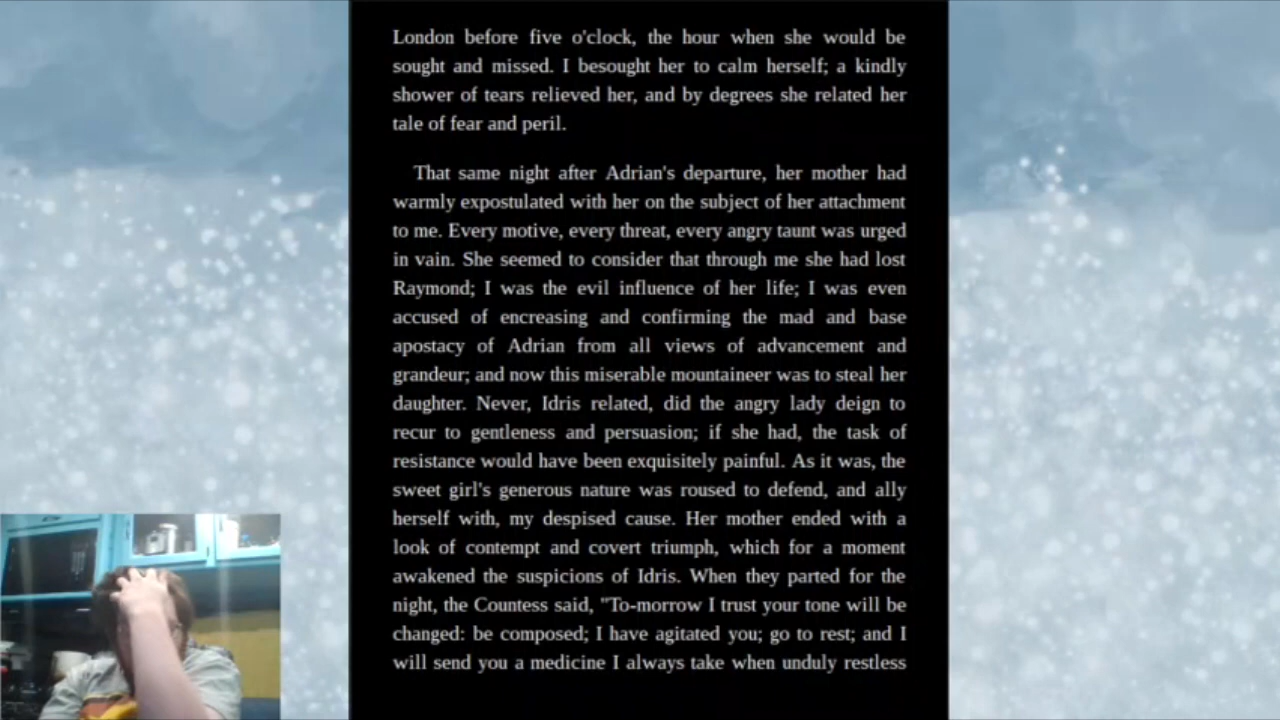 London before five o'clock, the hour when she would be
sought and missed. I besought her to calm herself; a kindly
shower of tears relieved her, and by degrees she related her
tale of fear and peril.
That same night after Adrian's departure, her mother had
warmly expostulated with her on the subject of her attachment
to me. Every motive, every threat, every angry taunt was urged
in vain. She seemed to consider that through me she had lost
Raymond; I was the evil influence of her life; I was even
accused of encreasing and confirming the mad and base
apostacy of Adrian from all views of advancement and
grandeur; and now this miserable mountaineer was to steal her
daughter. Never, Idris related, did the angry lady deign to
recur to gentleness and persuasion; if she had, the task of
resistance would have been exquisitely painful. As it was, the
sweet girl's generous nature was roused to defend, and ally
herself with, my despised cause. Her mother ended with a
look of contempt and covert triumph, which for a moment
awakened the suspicions of Idris. When they parted for the
night, the Countess said, "To-morrow I trust your tone will be
changed: be composed; I have agitated you; go to rest; and I
will send you a medicine I always take when unduly restless